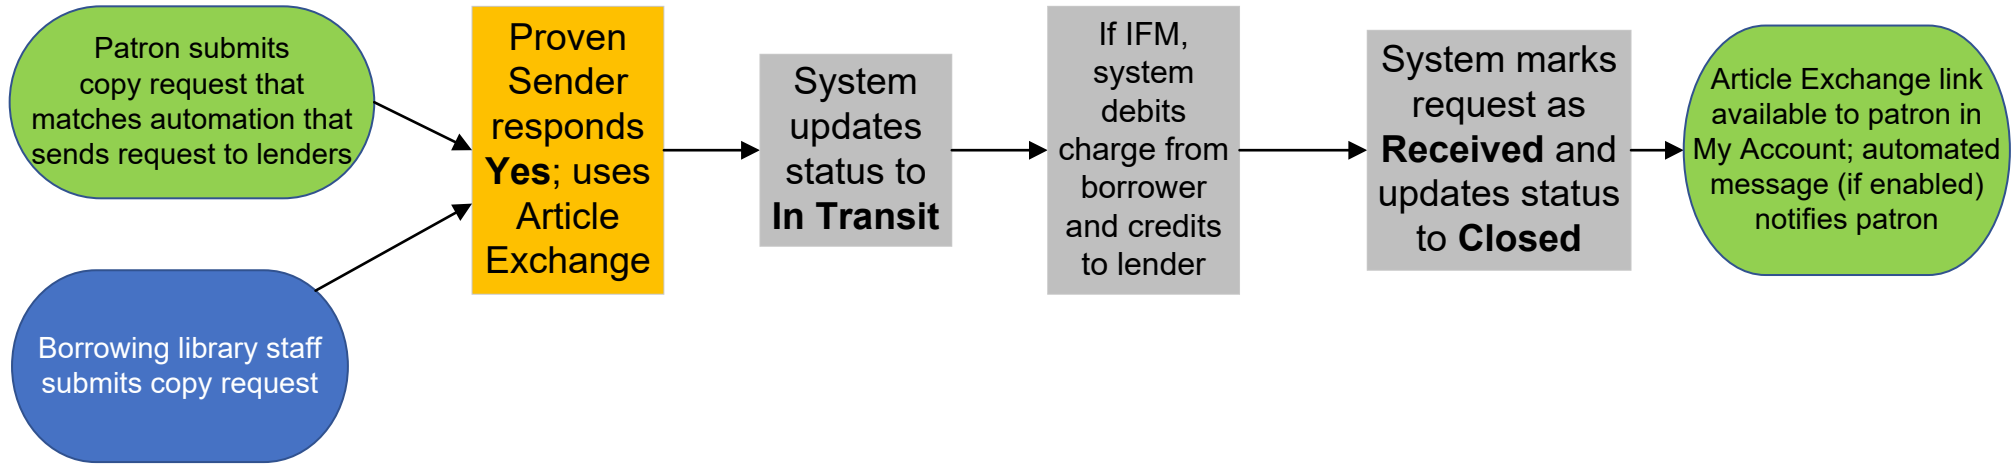 Patron submits
copy request that
matches automation that
sends request to lenders
Borrowing library staff
submits copy request
Proven
Sender
responds
Yes; uses
Article
Exchange
System
updates
status to
In Transit
If IFM,
system
debits
charge from
borrower
and credits
to lender
System marks
request as
Received and
updates status
to Closed
Article Exchange link
available to patron in
My Account; automated
message (if enabled)
notifies patron